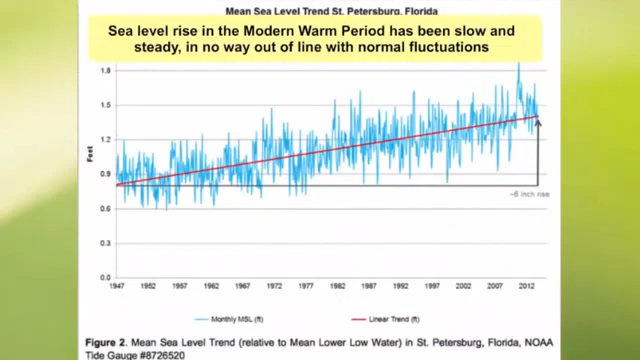 Mean Sea Level Trend St. Petersburg, Florida
Sea level rise in the Modern Warm Period has been slow and
steady, in no way out of line with normal fluctuations
1.8
1.5
1.2
0.9
0.6
0.3
0.0
Feet
~6 inch rise
1947 1952 1957 1962 1967 1972 1977 1982 1987 1992 1997 2002 2007 2012
Monthly MSL (ft) Linear Trend (ft)
Figure 2. Mean Sea Level Trend (relative to Mean Lower Low Water) in St. Petersburg, Florida, NOAA
Tide Gauge #8726520